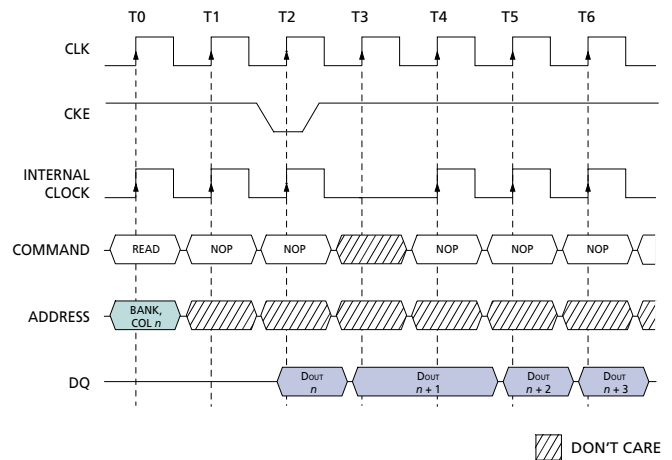 T0 T1 T2 T3 T4 T5 T6
CLK
CKE
INTERNAL
CLOCK
COMMAND READ NOP NOP NOP NOP NOP
ADDRESS BANK,
COL n
DQ DOUT DOUT DOUT DOUT
n n + 1 n + 2 n + 3
DON'T CARE